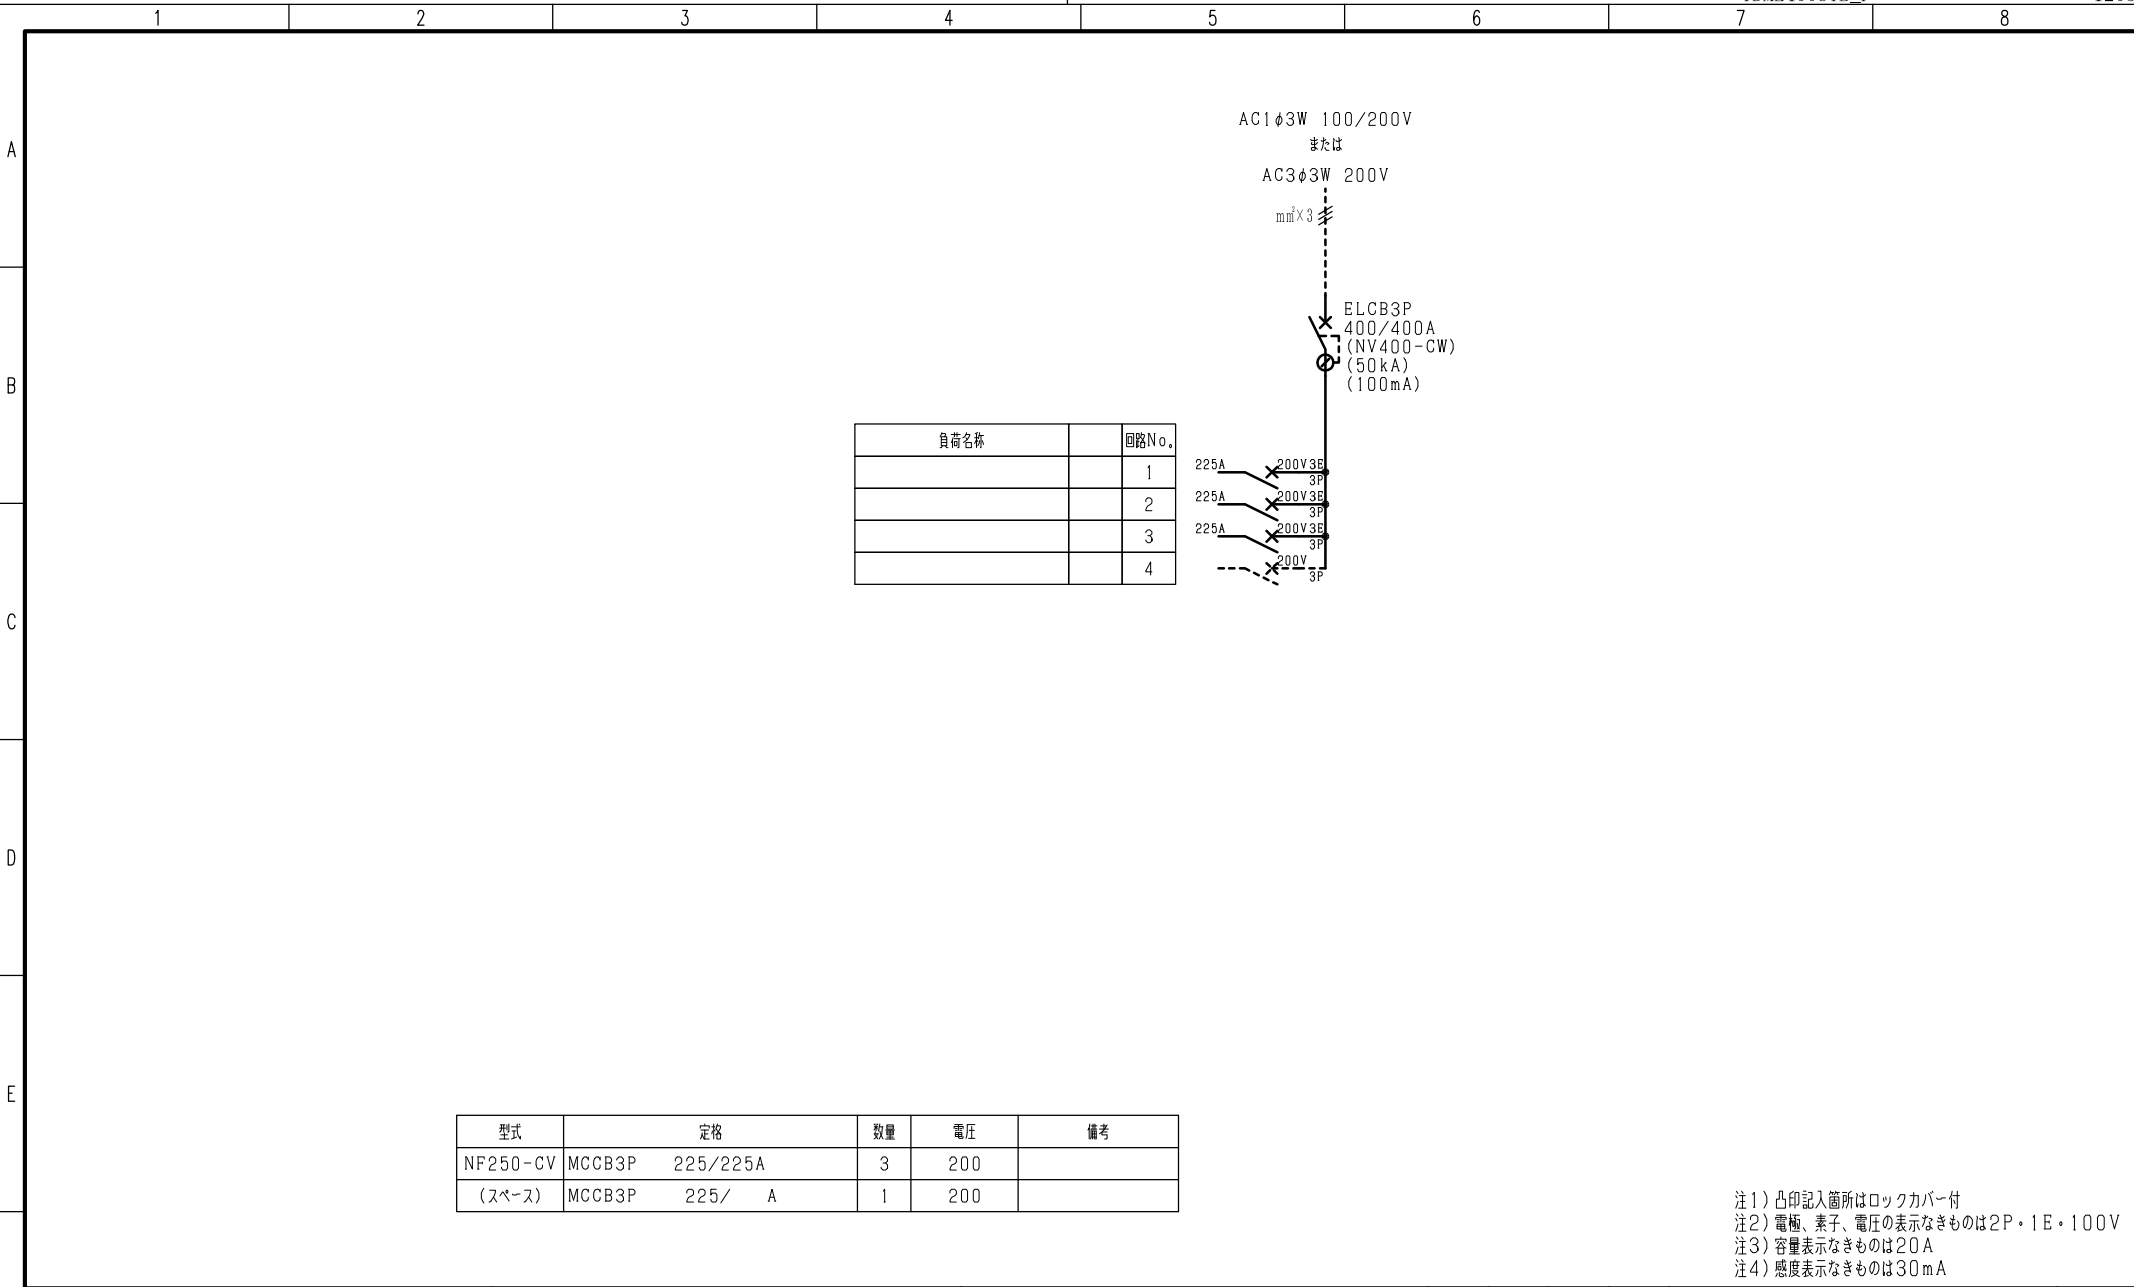 1 2 3 4 5 6 7 8
A
B
C
D
E
AC1φ3W 100/200V
または
AC3φ3W 200V
mm²×3
ELCB3P
400/400A
(NV400-CW)
(50kA)
(100mA)
負荷名称 回路No.
1
2
3
4
225A 200V3E
3P
225A 200V3E
3P
225A 200V3E
3P
200V
3P
型式 定格 数量 電圧 備考
NF250-CV MCCB3P 225/225A 3 200
(スペース) MCCB3P 225/ A 1 200
注1) 凸印記入箇所はロックカバー付
注2) 電極、素子、電圧の表示なきものは2P・1E・100V
注3) 容量表示なきものは20A
注4) 感度表示なきものは30mA